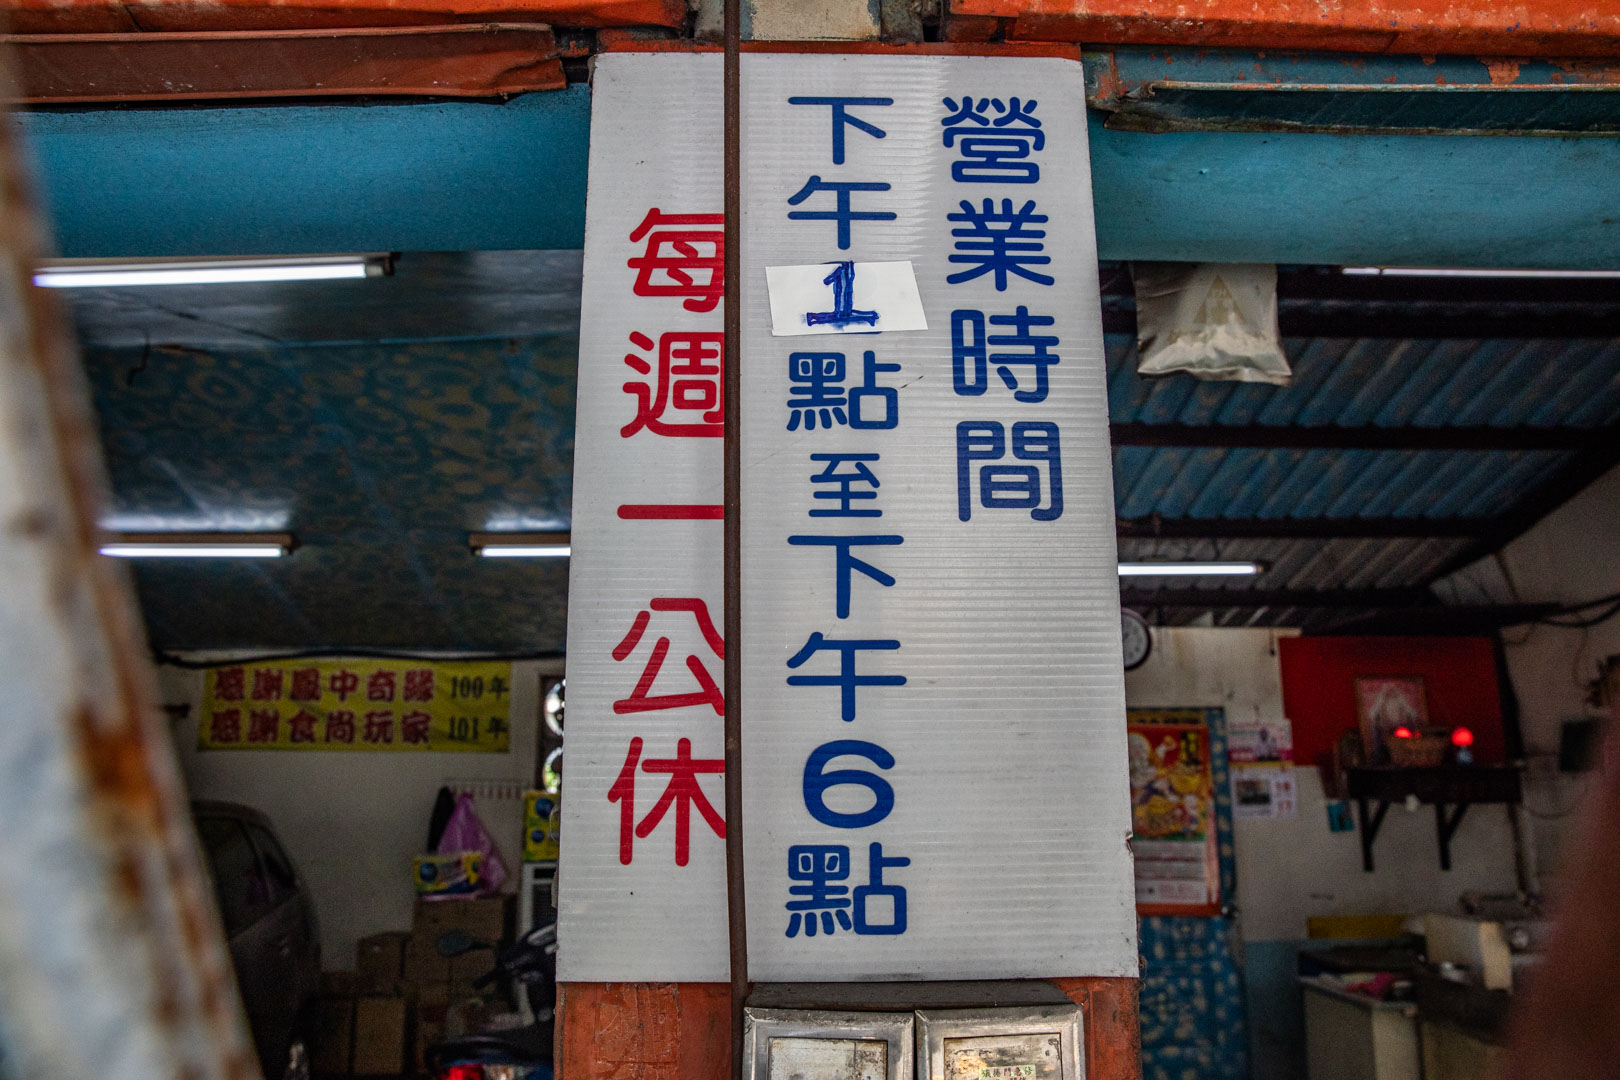 營業時間
下午1點至下午6點
每週一公休
感謝鳳中奇緣 100年
感謝食尚玩家 101年